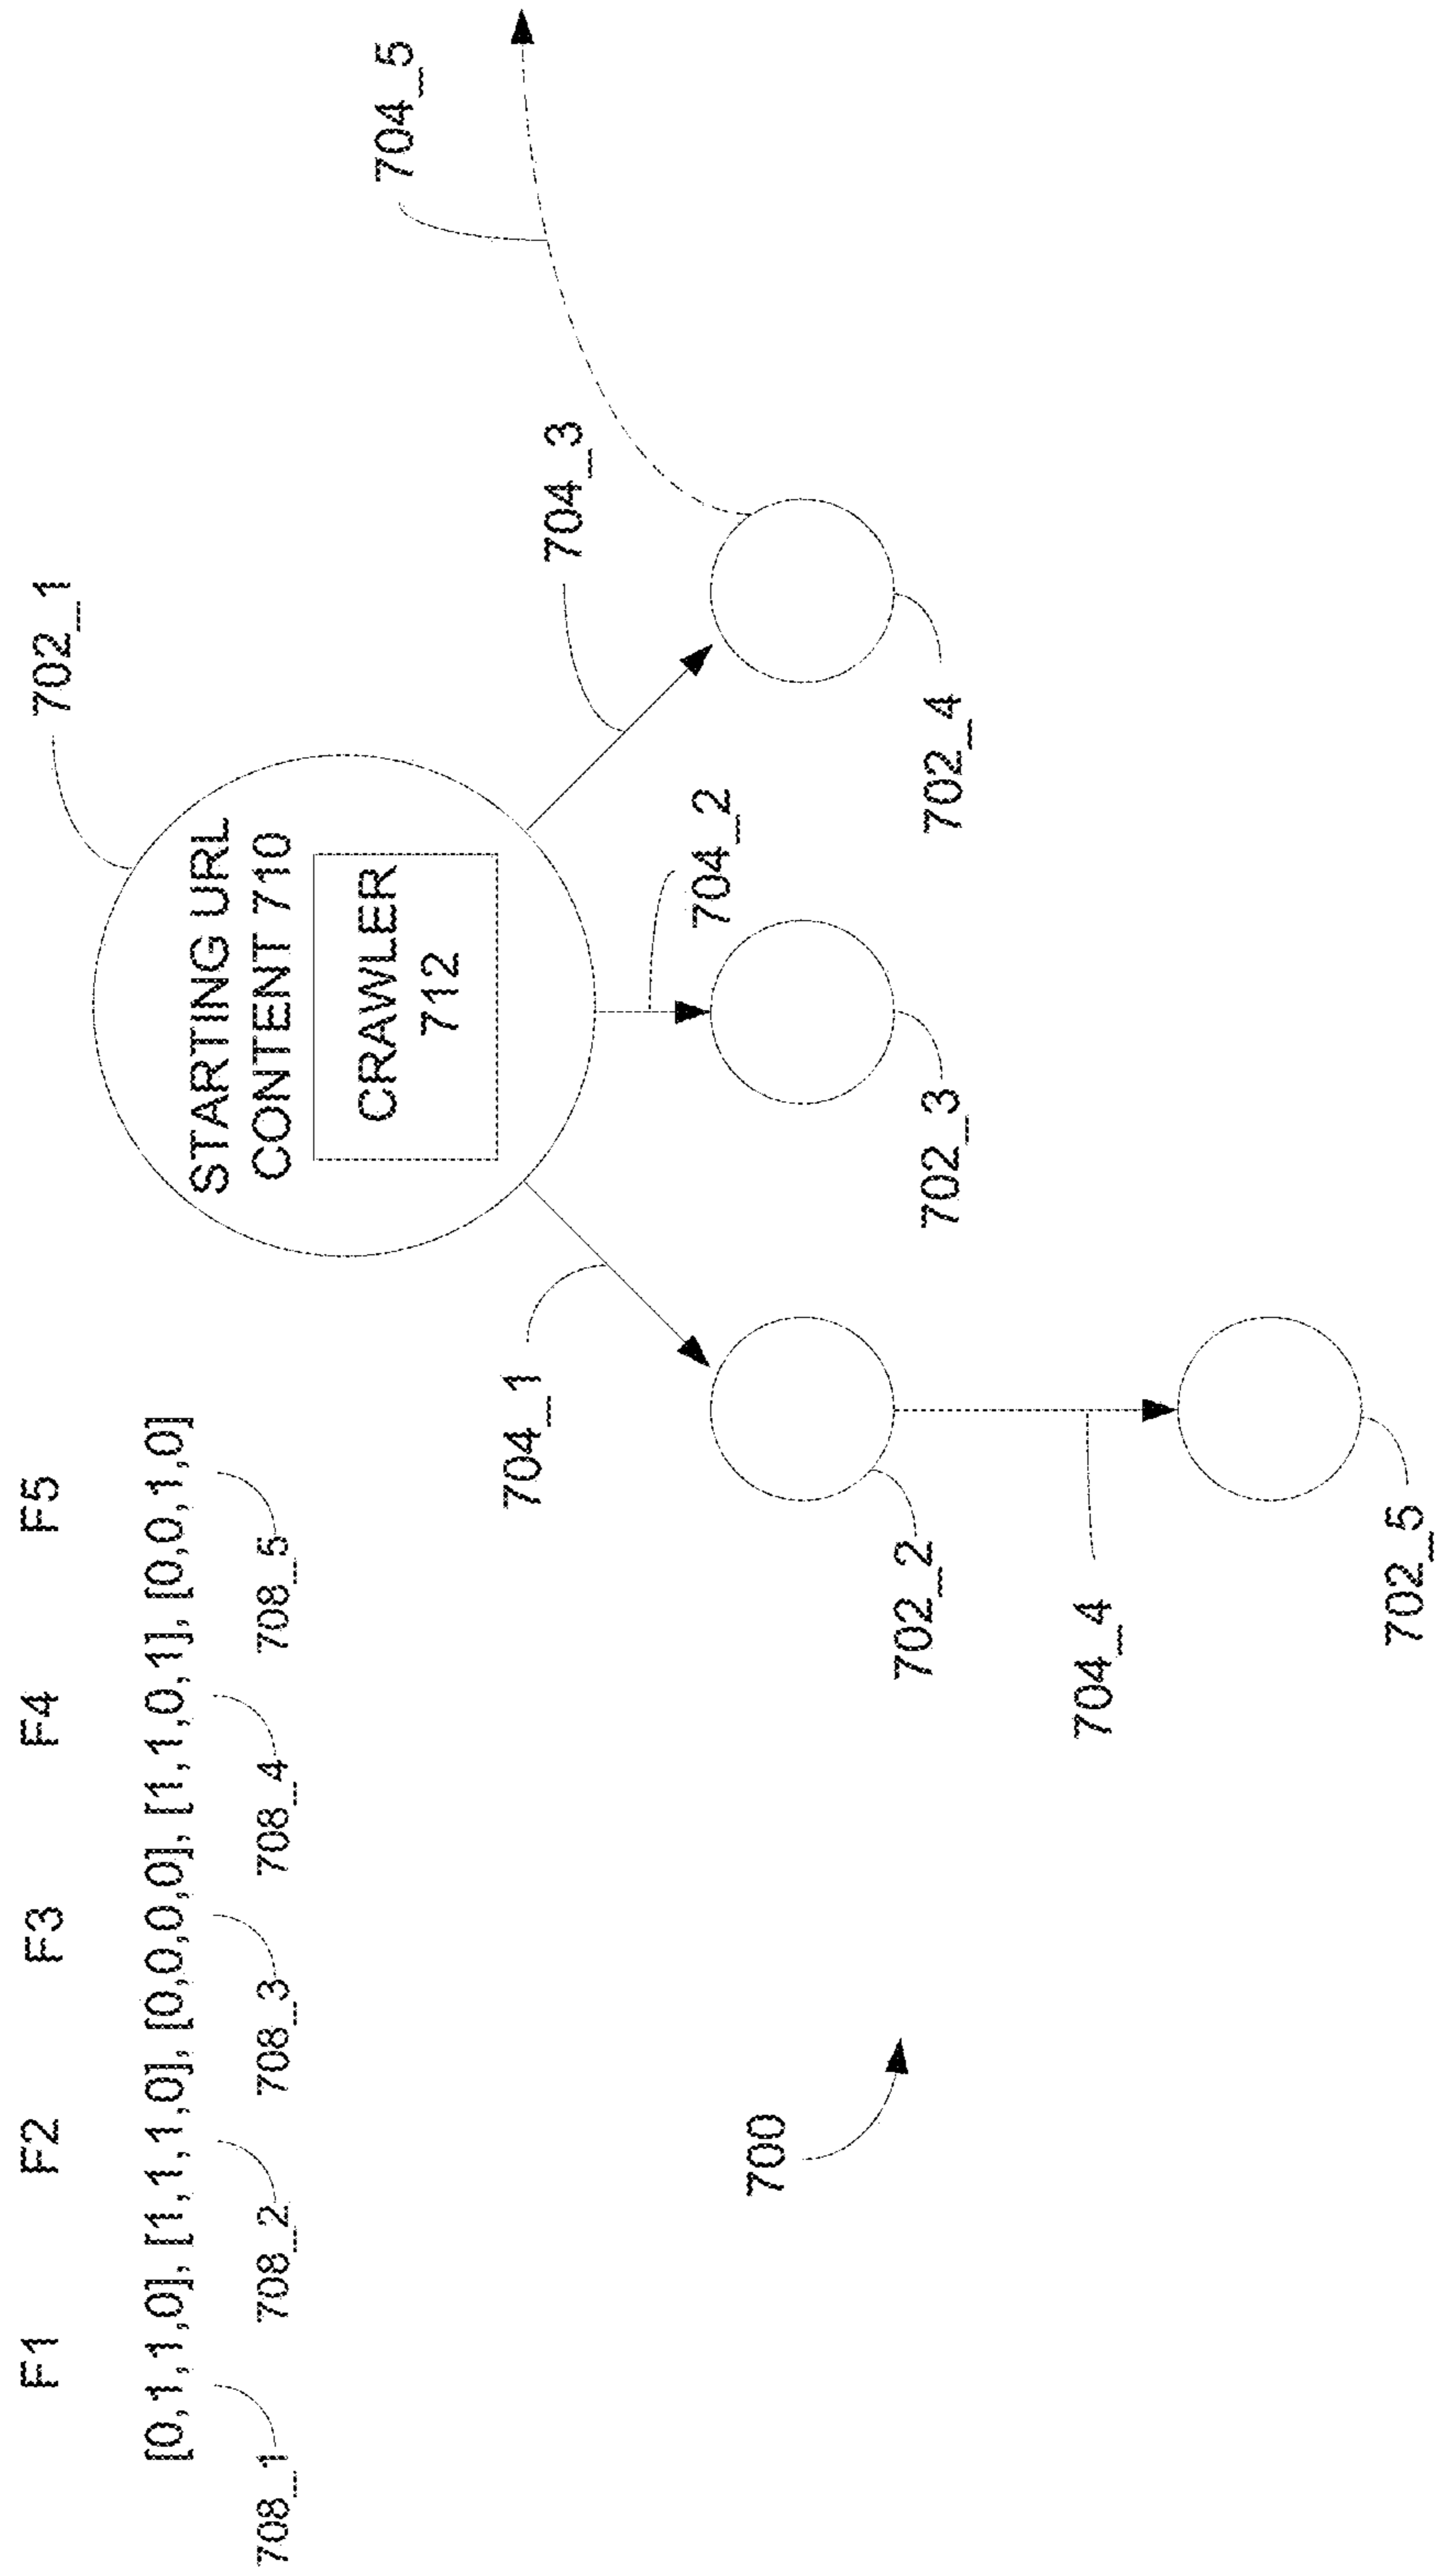 F1 F2 F3 F4 F5
[0,1,1,0], [1,1,1,0], [0,0,0,0], [1,1,0,1], [0,0,1,0]
708_1 708_2 708_3 708_4 708_5
702_1
STARTING URL
CONTENT 710
CRAWLER
712
704_5
704_1
704_3
704_2
700
702_2
702_3
702_4
704_4
702_5